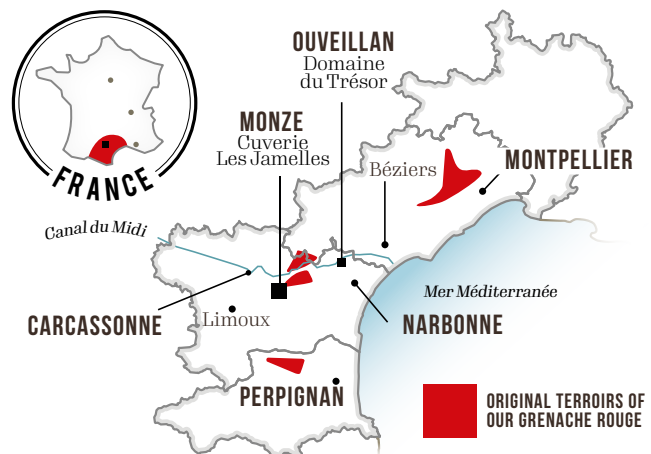 OUVEILLAN
Domaine
du Trésor
MONZE
Cuverie
Les Jamelles
Béziers
MONTPELLIER
FRANCE
Canal du Midi
Mer Méditerranée
CARCASSONNE
Limoux
NARBONNE
PERPIGNAN
ORIGINAL TERROIRS OF
OUR GRENACHE ROUGE